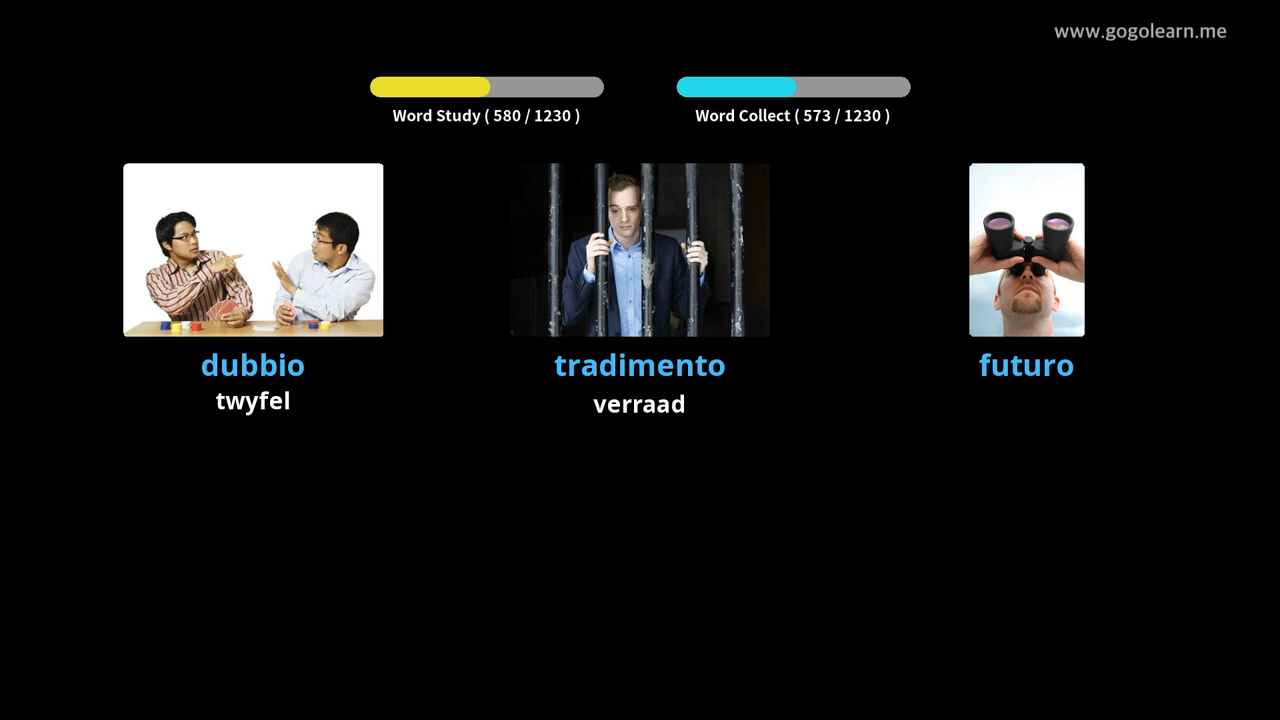 www.gogolearn.me
Word Study ( 580 / 1230 )
Word Collect ( 573 / 1230 )
dubbio
twyfel
tradimento
verraad
futuro